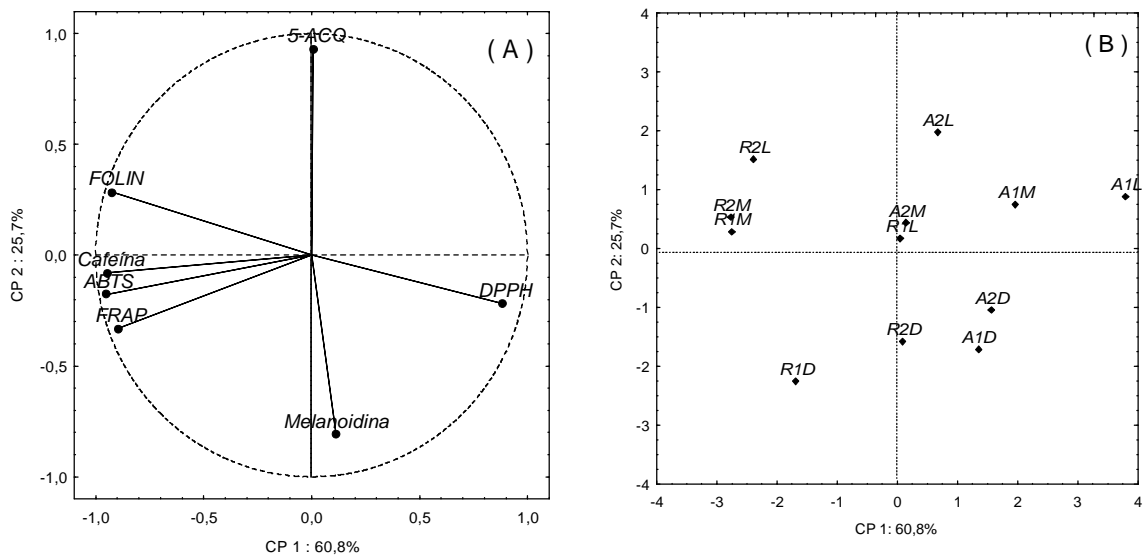 ( A )
1,0
5-ACQ
0,5
FOLIN
0,0
Cafeína
ABTS
DPPH
FRAP
-0,5
Melanoidina
-1,0
-1,0 -0,5 0,0 0,5 1,0
CP 1 : 60,8%
CP 2 : 25,7%
( B )
4
3
2
A2L
R2L
1
A1M
A1L
R2M
A2M
R1M
R1L
0
-1
A2D
R2D
A1D
-2
R1D
-3
-4
-4 -3 -2 -1 0 1 2 3 4
CP 1: 60,8%
CP 2: 25,7%